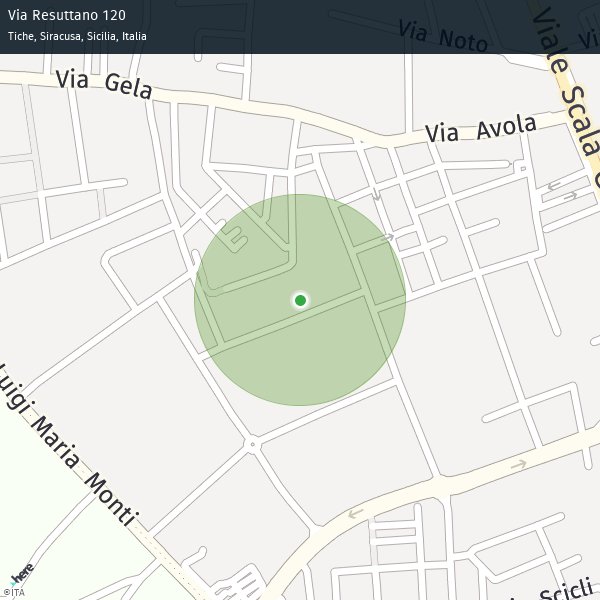 Via Resuttano 120
Tiche, Siracusa, Sicilia, Italia
Via Noto
Via Gela
Via Avola
Viale Scala
Luigi Maria Monti
Scicli
here
©ITA